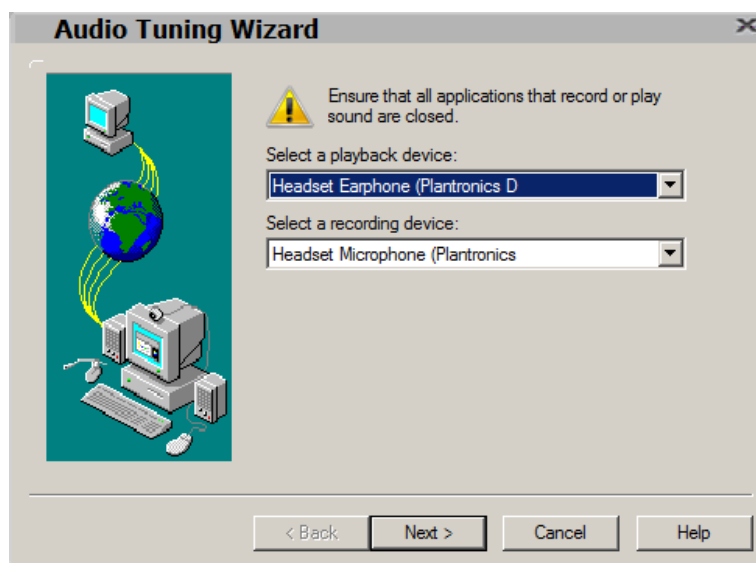 Audio Tuning Wizard
Ensure that all applications that record or play
sound are closed.
Select a playback device:
Headset Earphone (Plantronics D
Select a recording device:
Headset Microphone (Plantronics
< Back
Next >
Cancel
Help